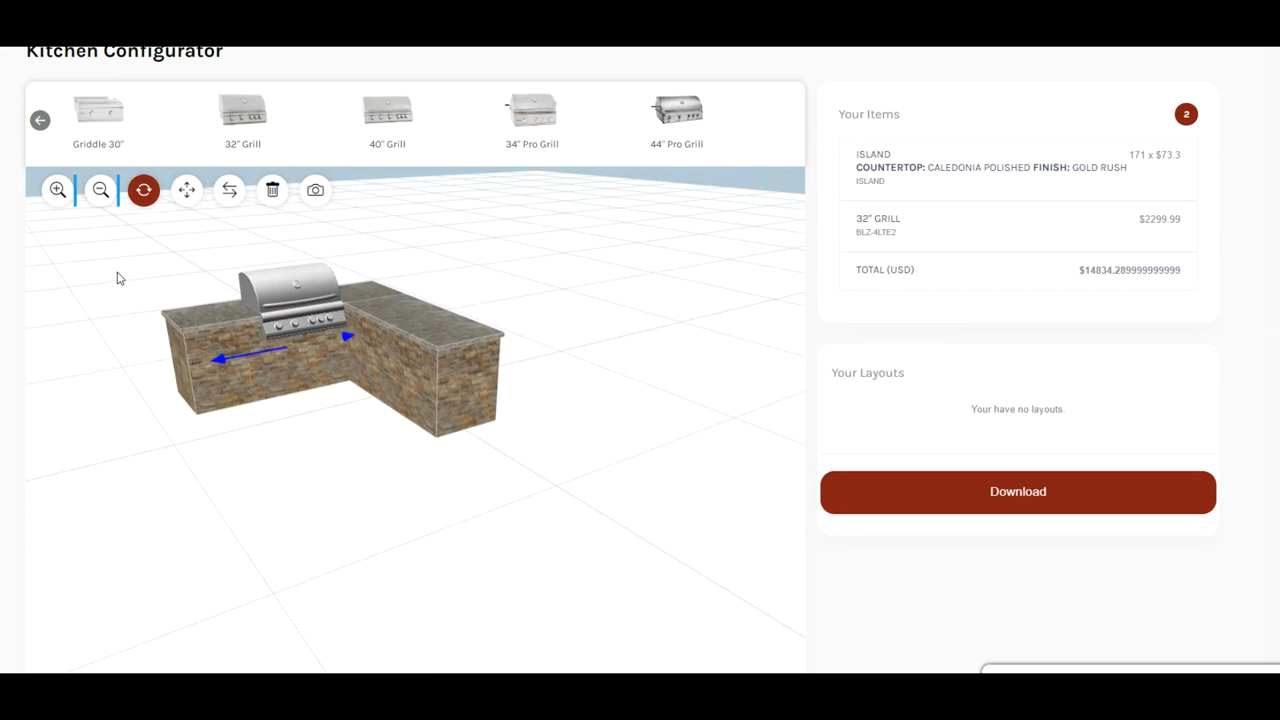 Kitchen Configurator
Griddle 30"
32" Grill
40" Grill
34" Pro Grill
44" Pro Grill
Your Items
2
ISLAND 171 x $73.3
COUNTERTOP: CALEDONIA POLISHED FINISH: GOLD RUSH
ISLAND
32" GRILL $2299.99
BLZ-4LTE2
TOTAL (USD) $14834.289999999999
Your Layouts
Your have no layouts.
Download